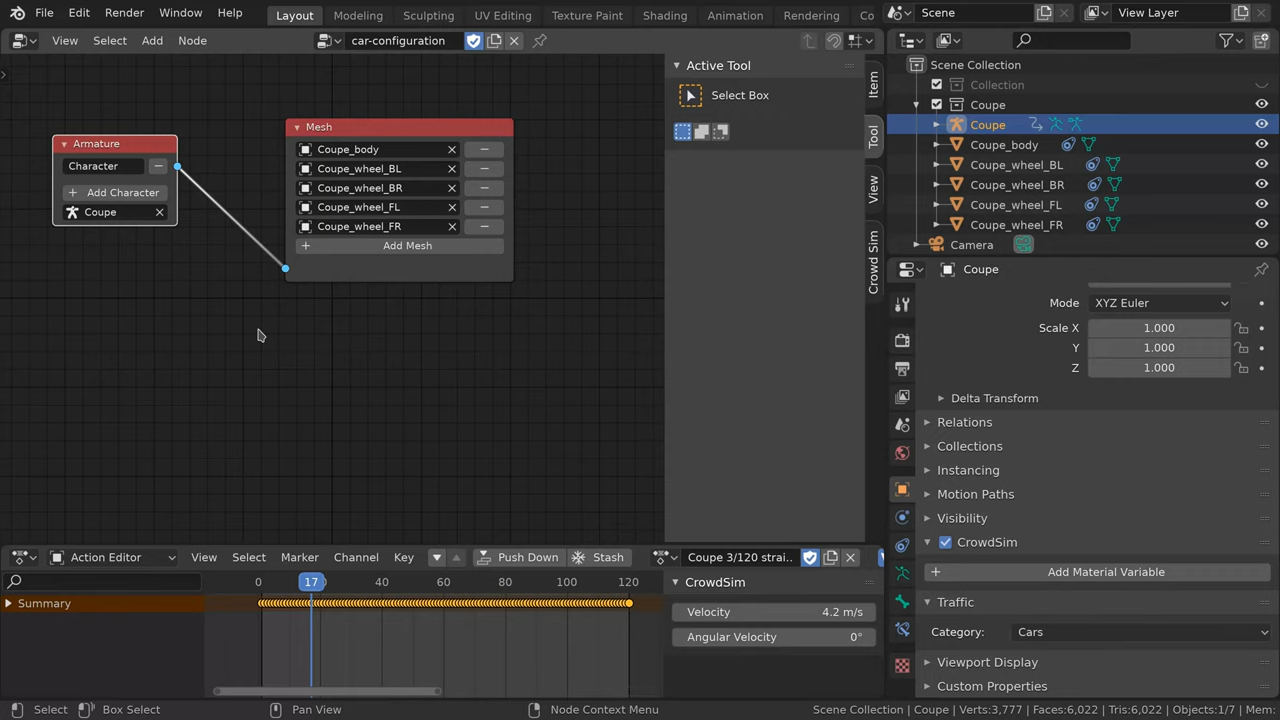 File Edit Render Window Help Layout Modeling Sculpting UV Editing Texture Paint Shading Animation Rendering Co Scene View Layer
View Select Add Node car-configuration
Armature
Character
Add Character
Coupe
Mesh
Coupe_body
Coupe_wheel_BL
Coupe_wheel_BR
Coupe_wheel_FL
Coupe_wheel_FR
Add Mesh
Active Tool
Select Box
Item
Tool
View
Crowd Sim
Scene Collection
Collection
Coupe
Coupe
Coupe_body
Coupe_wheel_BL
Coupe_wheel_BR
Coupe_wheel_FL
Coupe_wheel_FR
Camera
Coupe
Mode XYZ Euler
Scale X 1.000
Y 1.000
Z 1.000
Delta Transform
Relations
Collections
Instancing
Motion Paths
Visibility
CrowdSim
Add Material Variable
Traffic
Category: Cars
Viewport Display
Custom Properties
Action Editor View Select Marker Channel Key Push Down Stash Coupe 3/120 strai..
0 17 40 60 80 100 120
Summary
CrowdSim
Velocity 4.2 m/s
Angular Velocity 0°
Select Box Select Pan View Node Context Menu Scene Collection | Coupe | Verts:3,777 | Faces:6,022 | Tris:6,022 | Objects:1/7 | Mem: